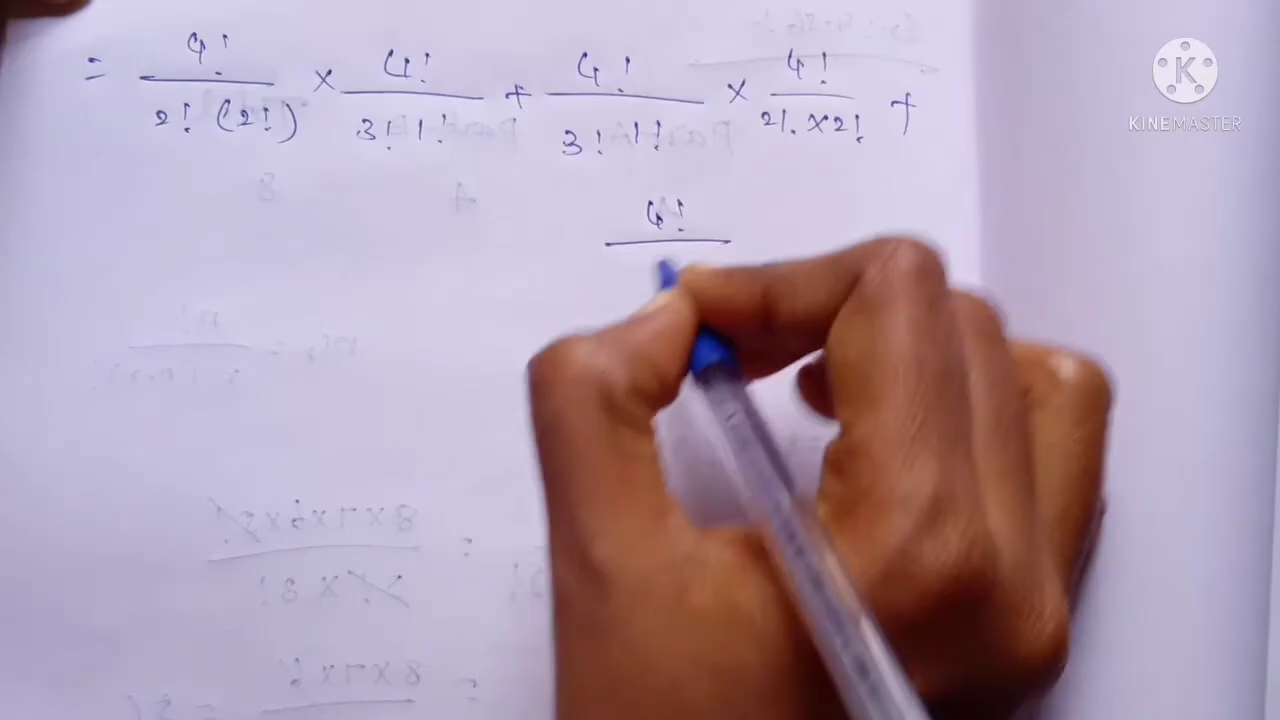 = 4! / 2! (2!) × 4! / 3! 1! + 4! / 3! 1! × 4! / 2! × 2! +
4! /
K
KINEMASTER